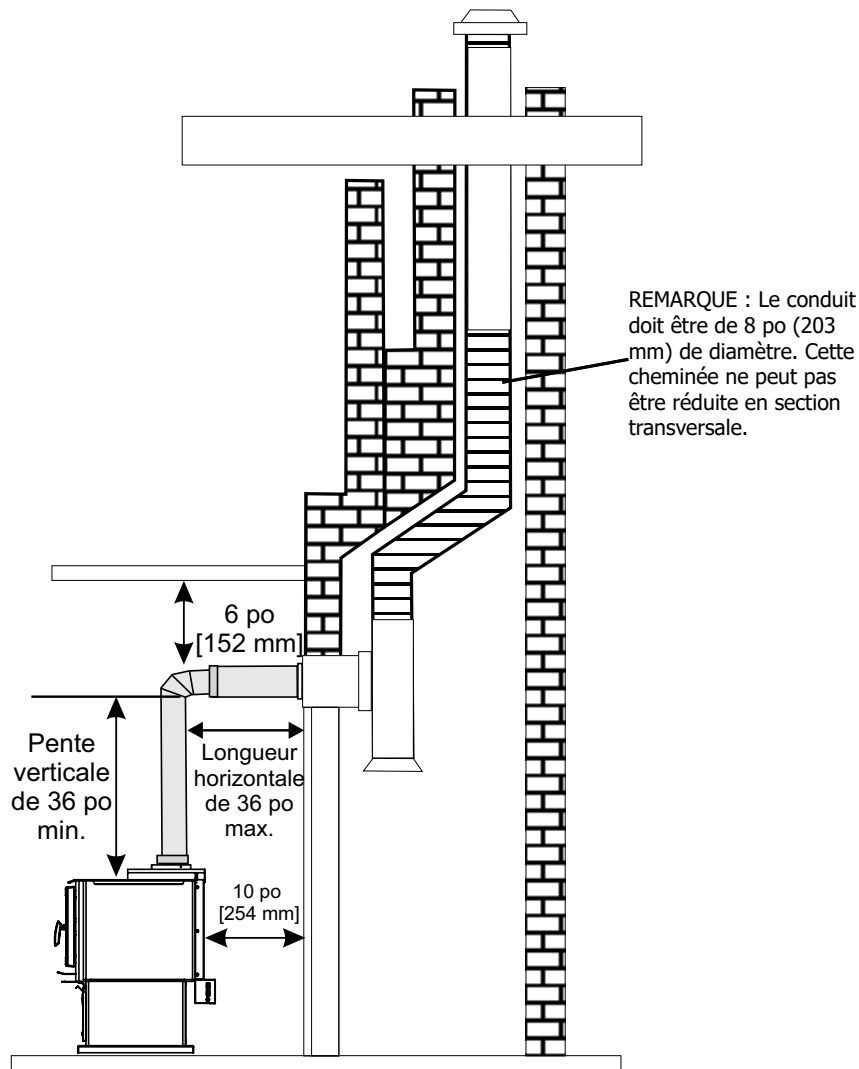 REMARQUE : Le conduit
doit être de 8 po (203
mm) de diamètre. Cette
cheminée ne peut pas
être réduite en section
transversale.
6 po
[152 mm]
Pente
verticale
de 36 po
min.
Longueur
horizontale
de 36 po
max.
10 po
[254 mm]